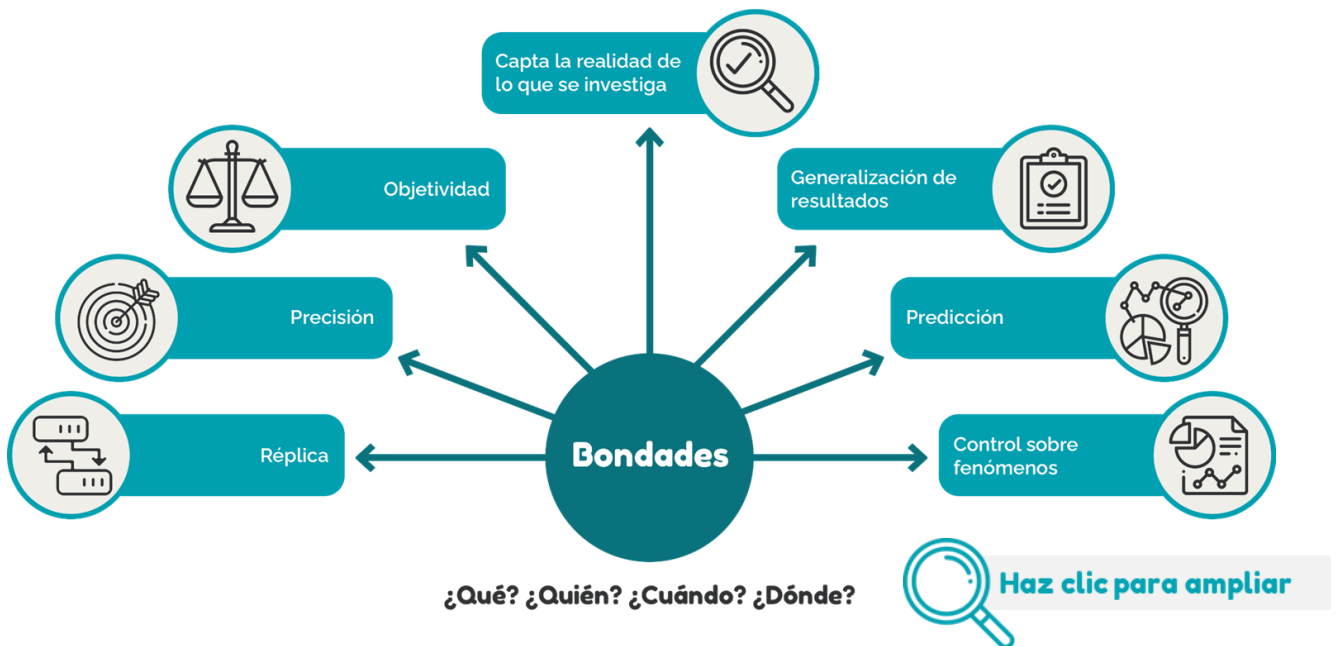 Capta la realidad de
lo que se investiga
Objetividad
Generalización de
resultados
Precisión
Predicción
Réplica
Bondades
Control sobre
fenómenos
¿Qué? ¿Quién? ¿Cuándo? ¿Dónde?
Haz clic para ampliar